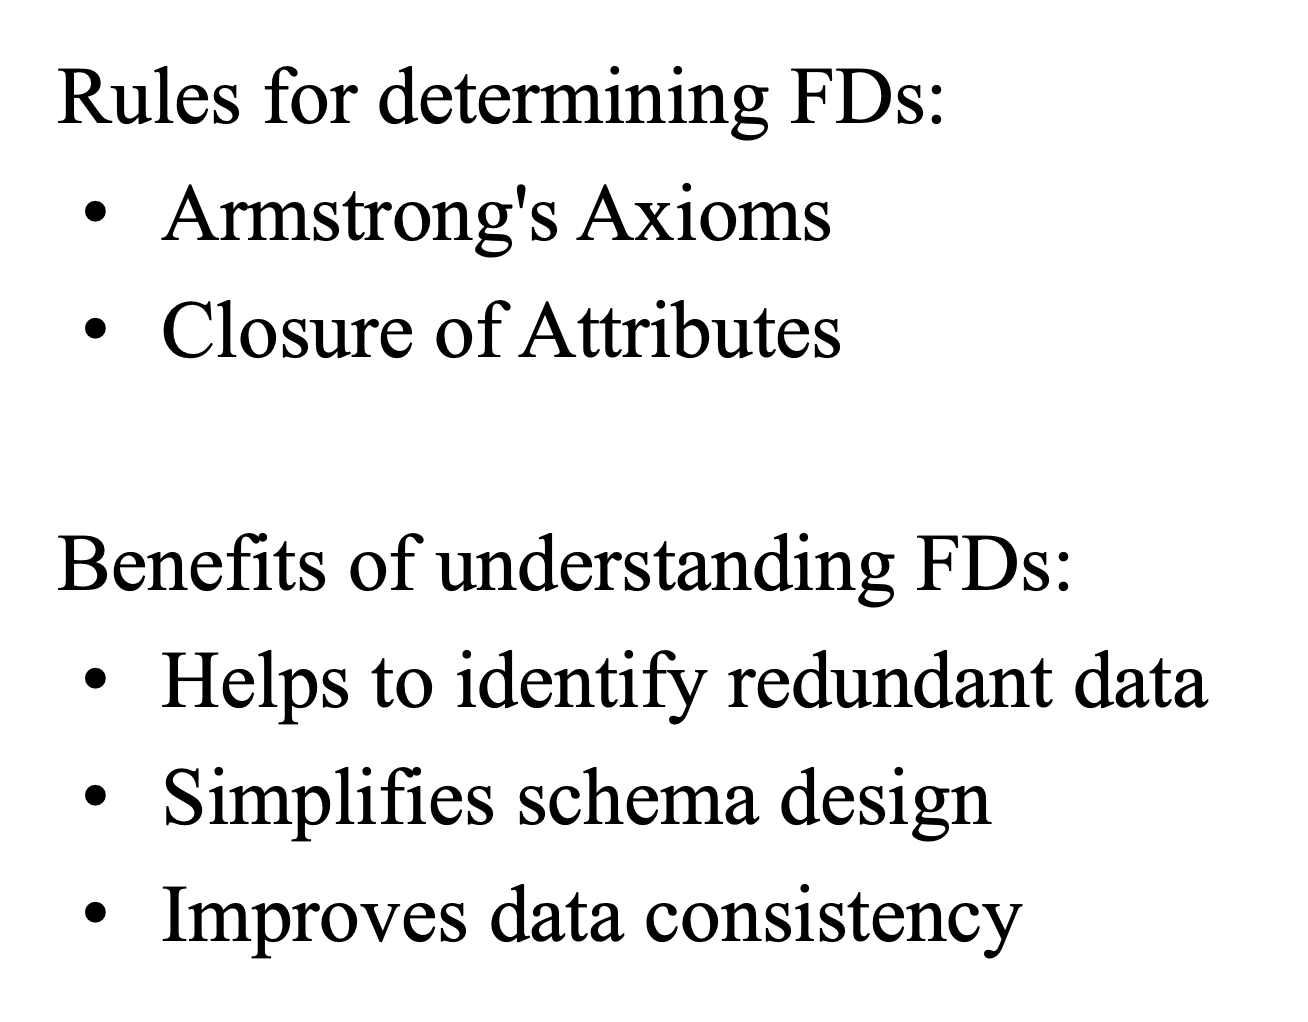 Rules for determining FDs:
• Armstrong's Axioms
• Closure of Attributes
Benefits of understanding FDs:
• Helps to identify redundant data
• Simplifies schema design
• Improves data consistency